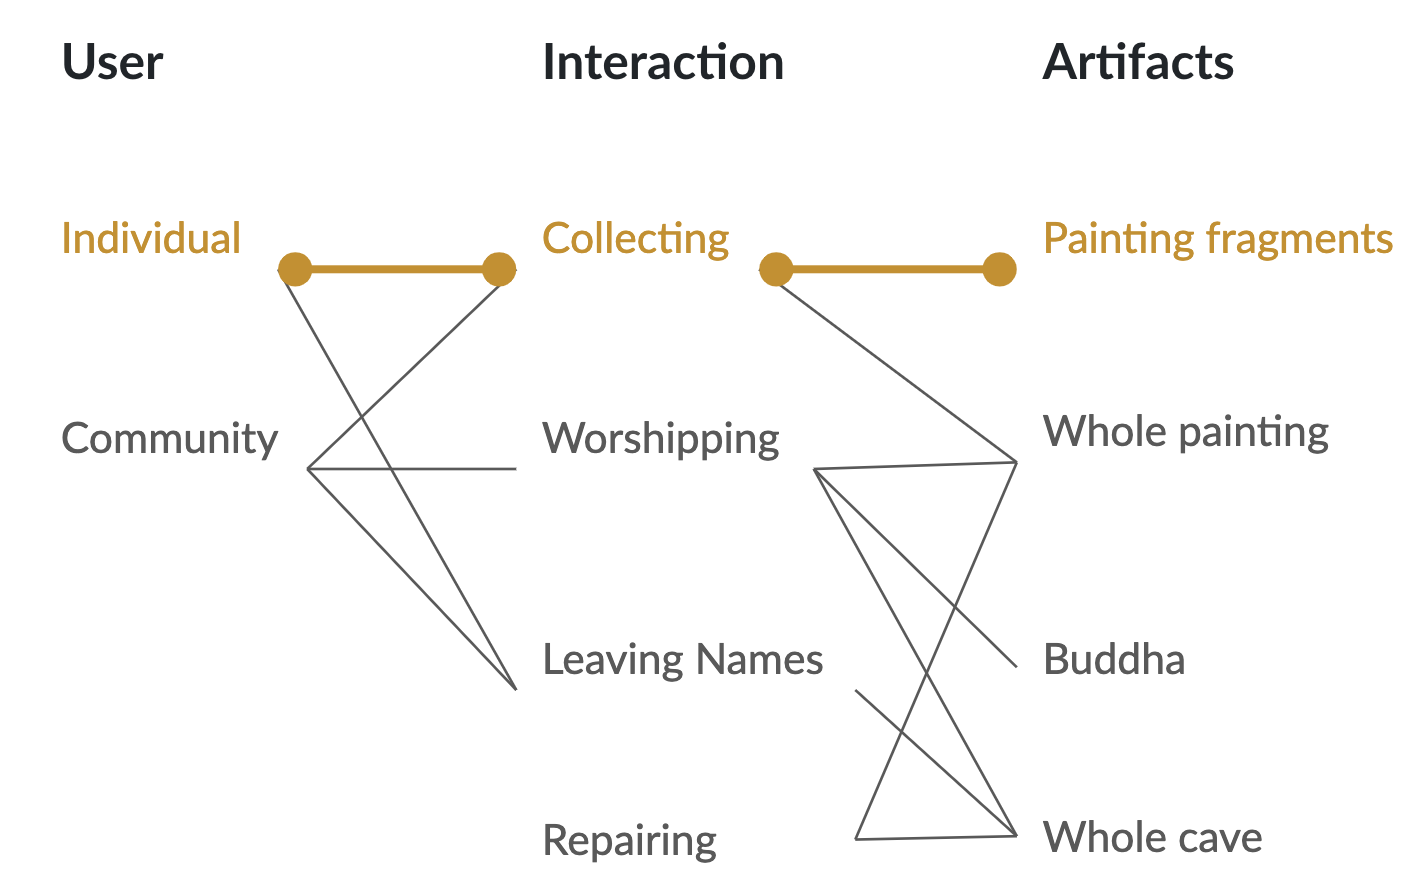 User
Interaction
Artifacts
Individual
Collecting
Painting fragments
Community
Worshipping
Whole painting
Leaving Names
Buddha
Repairing
Whole cave